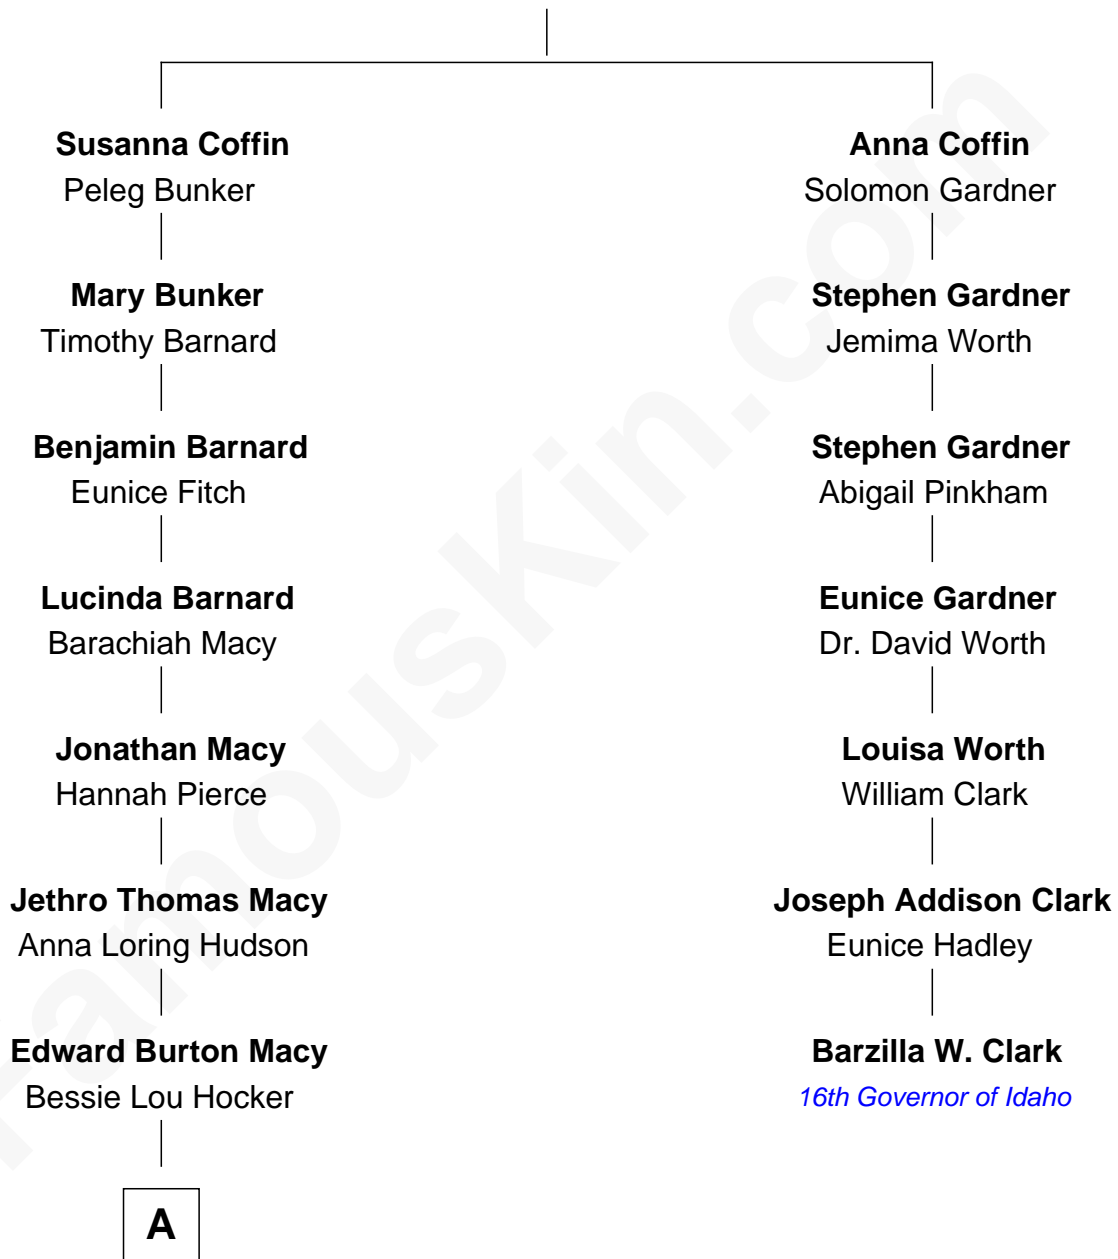 Susanna Coffin
Peleg Bunker
Mary Bunker
Timothy Barnard
Benjamin Barnard
Eunice Fitch
Lucinda Barnard
Barachiah Macy
Jonathan Macy
Hannah Pierce
Jethro Thomas Macy
Anna Loring Hudson
Edward Burton Macy
Bessie Lou Hocker
A
Anna Coffin
Solomon Gardner
Stephen Gardner
Jemima Worth
Stephen Gardner
Abigail Pinkham
Eunice Gardner
Dr. David Worth
Louisa Worth
William Clark
Joseph Addison Clark
Eunice Hadley
Barzilla W. Clark
16th Governor of Idaho
FamousKin.com